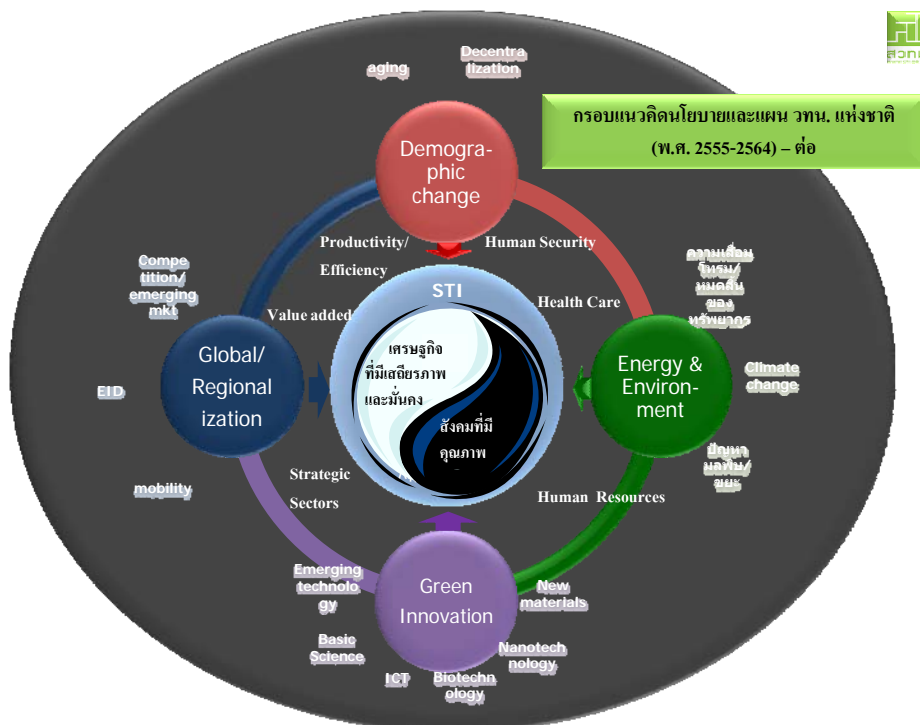 aging
Decentra
lization
สวทน
กรอบแนวคิดนโยบายและแผน วทน. แห่งชาติ
(พ.ศ. 2555-2564) – ต่อ
Demogra-
phic
change
Productivity/
Efficiency
Human Security
Value added
Health Care
STI
Compe
tition/
emerging
mkt
ความเสื่อม
โทรม/
หมดสิ้น
ของ
ทรัพยากร
Global/
Regional
ization
เศรษฐกิจ
ที่มีเสถียรภาพ
และมั่นคง
สังคมที่มี
คุณภาพ
Energy &
Environ-
ment
Climate
change
EID
mobility
ปัญหา
มลพิษ/
ขยะ
Strategic
Sectors
Human Resources
Emerging
technolo
gy
Green
Innovation
New
materials
Basic
Science
Nanotech
nology
ICT
Biotechn
ology